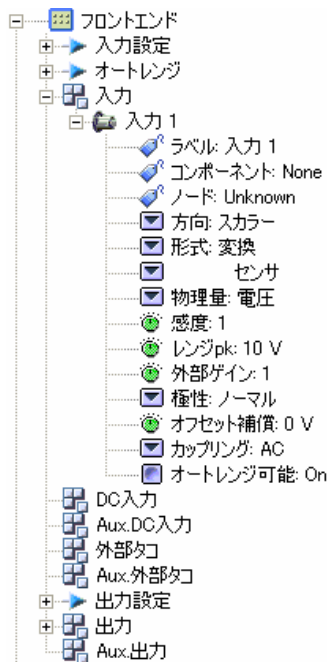 フロントエンド
入力設定
オートレンジ
入力
入力 1
ラベル: 入力 1
コンポーネント: None
ノード: Unknown
方向: スカラー
形式: 変換
センサ
物理量: 電圧
感度: 1
レンジpk: 10 V
外部ゲイン: 1
極性: ノーマル
オフセット補償: 0 V
カップリング: AC
オートレンジ可能: On
DC入力
Aux.DC入力
外部タコ
Aux.外部タコ
出力設定
出力
Aux.出力